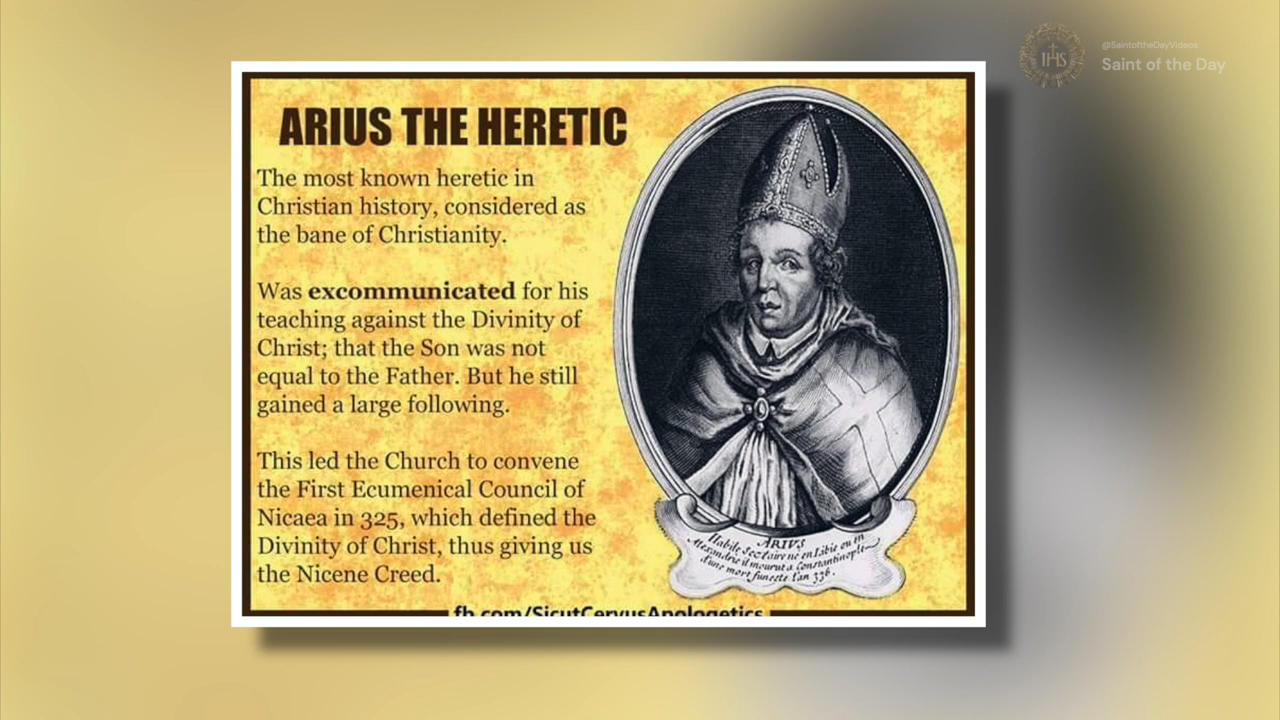 @SaintoftheDayVideos
Saint of the Day
IHS
ARIUS THE HERETIC
The most known heretic in
Christian history, considered as
the bane of Christianity.
Was excommunicated for his
teaching against the Divinity of
Christ; that the Son was not
equal to the Father. But he still
gained a large following.
This led the Church to convene
the First Ecumenical Council of
Nicaea in 325, which defined the
Divinity of Christ, thus giving us
the Nicene Creed.
ARIVS
Habile Sectaire né en Libie ou en
Alexandrie il mourut a Constantinople
d'une mort funeste l'an 336.
fb.com/SicutCervusApologetics